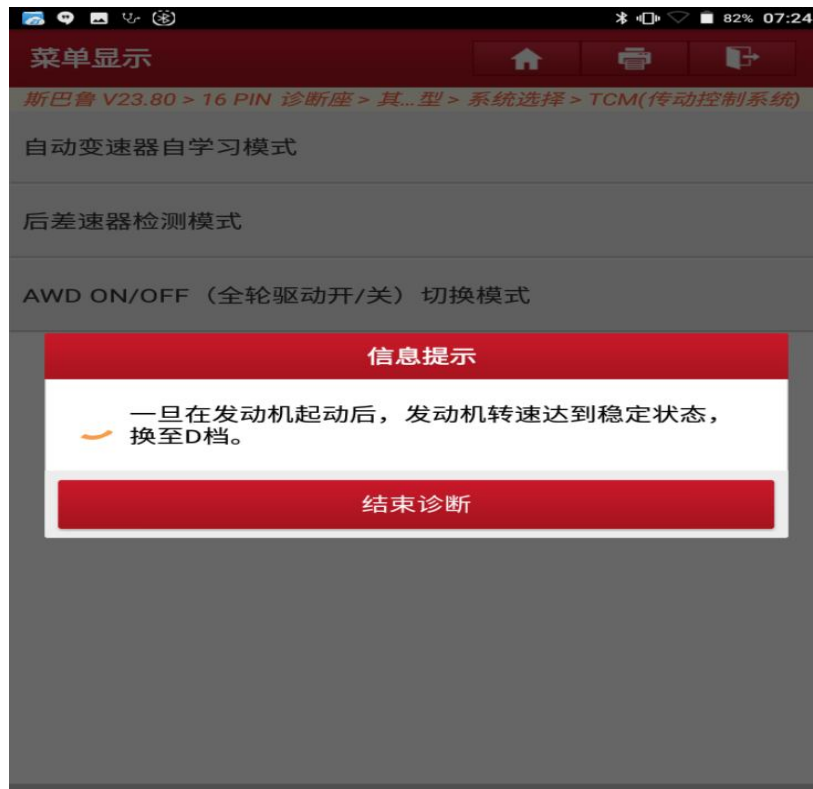 82% 07:24
菜单显示
斯巴鲁 V23.80 > 16 PIN 诊断座 > 其...型 > 系统选择 > TCM(传动控制系统)
自动变速器自学习模式
后差速器检测模式
AWD ON/OFF（全轮驱动开/关）切换模式
信息提示
一旦在发动机起动后，发动机转速达到稳定状态，
换至D档。
结束诊断